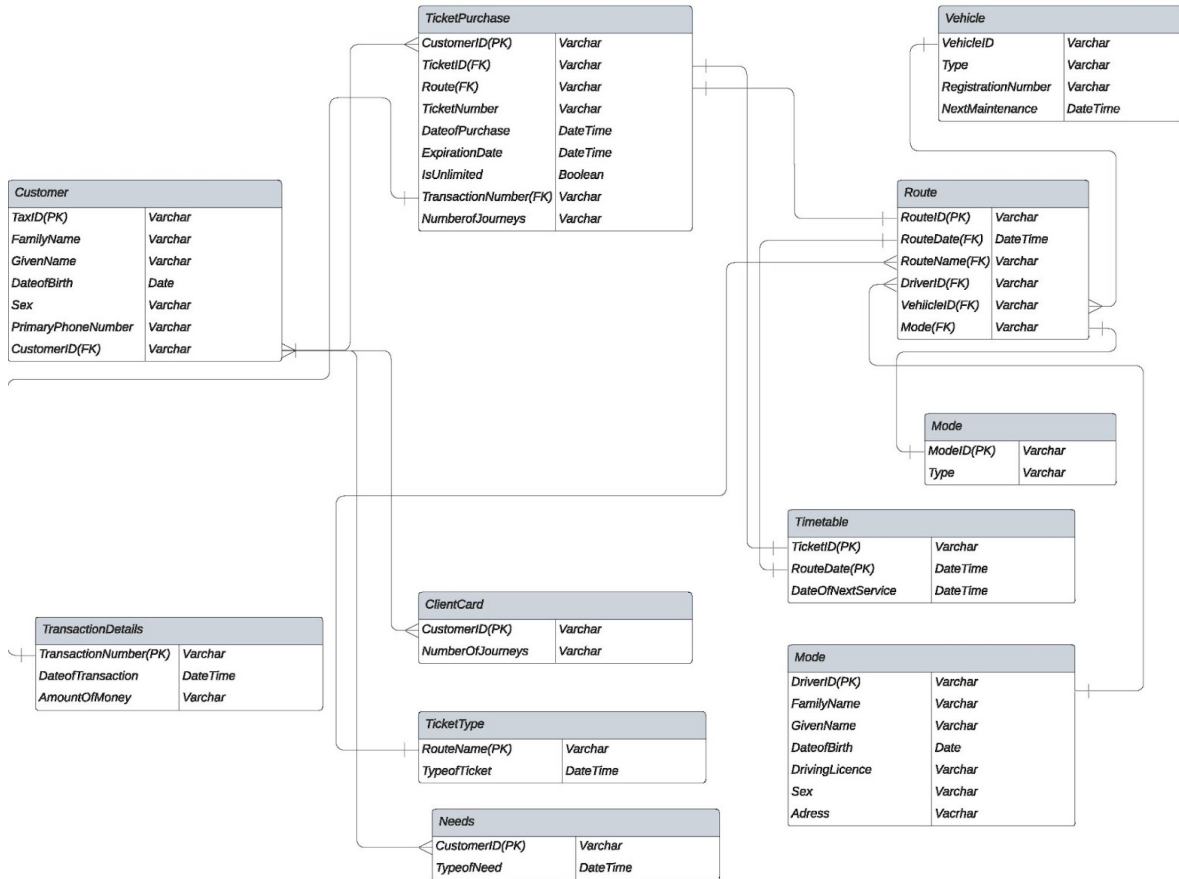 TicketPurchase
CustomerID(PK) Varchar
TicketID(FK) Varchar
Route(FK) Varchar
TicketNumber Varchar
DateofPurchase DateTime
ExpirationDate DateTime
IsUnlimited Boolean
TransactionNumber(FK) Varchar
NumberofJourneys Varchar
Vehicle
VehicleID Varchar
Type Varchar
RegistrationNumber Varchar
NextMaintenance DateTime
Customer
TaxID(PK) Varchar
FamilyName Varchar
GivenName Varchar
DateofBirth Date
Sex Varchar
PrimaryPhoneNumber Varchar
CustomerID(FK) Varchar
Route
RouteID(PK) Varchar
RouteDate(FK) DateTime
RouteName(FK) Varchar
DriverID(FK) Varchar
VehiicleID(FK) Varchar
Mode(FK) Varchar
Mode
ModeID(PK) Varchar
Type Varchar
Timetable
TicketID(PK) Varchar
RouteDate(PK) DateTime
DateOfNextService DateTime
ClientCard
CustomerID(PK) Varchar
NumberOfJourneys Varchar
TransactionDetails
TransactionNumber(PK) Varchar
DateofTransaction DateTime
AmountOfMoney Varchar
Mode
DriverID(PK) Varchar
FamilyName Varchar
GivenName Varchar
DateofBirth Date
DrivingLicence Varchar
Sex Varchar
Adress Vacrhar
TicketType
RouteName(PK) Varchar
TypeofTicket DateTime
Needs
CustomerID(PK) Varchar
TypeofNeed DateTime